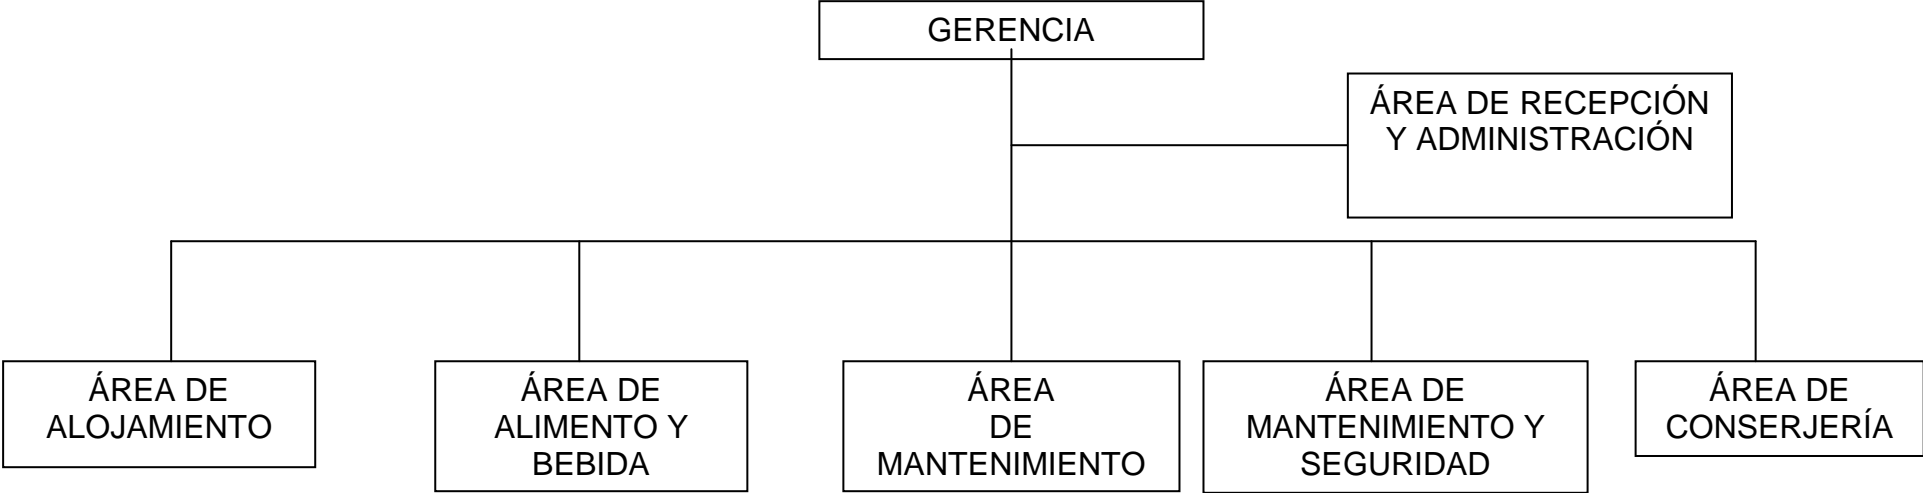 GERENCIA
ÁREA DE RECEPCIÓN
Y ADMINISTRACIÓN
ÁREA DE
ALOJAMIENTO
ÁREA DE
ALIMENTO Y
BEBIDA
ÁREA
DE
MANTENIMIENTO
ÁREA DE
MANTENIMIENTO Y
SEGURIDAD
ÁREA DE
CONSERJERÍA